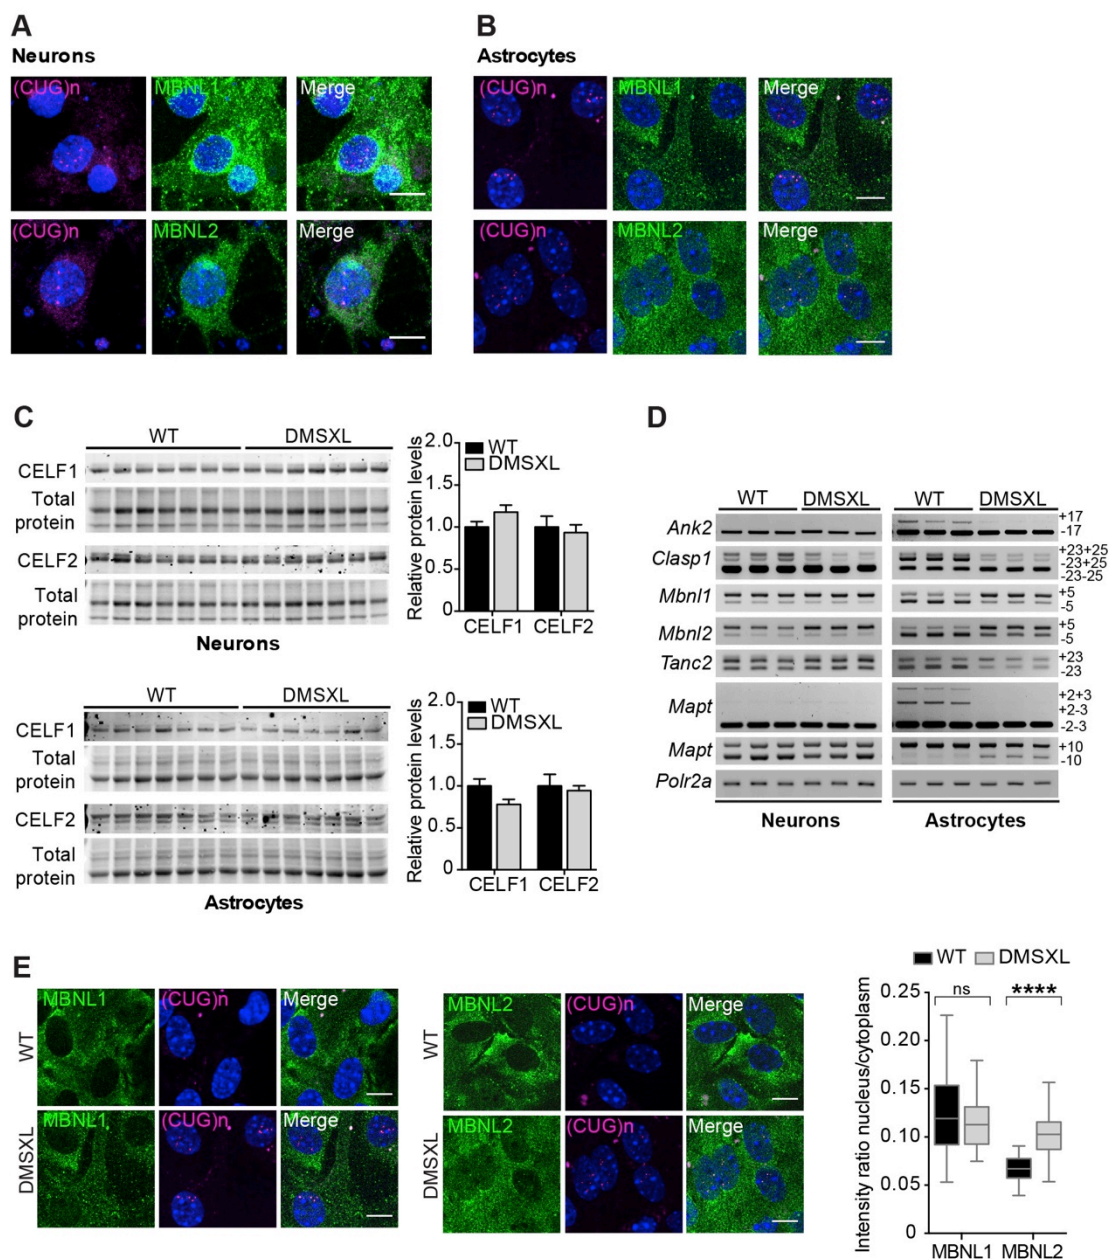 A
Neurons
(CUG)n MBNL1 Merge
(CUG)n MBNL2 Merge
B
Astrocytes
(CUG)n MBNL1 Merge
(CUG)n MBNL2 Merge
C
WT DMSXL
CELF1
Total
protein
CELF2
Total
protein
Neurons
Relative protein levels
2.0
1.5
1.0
0.5
0
WT
DMSXL
CELF1 CELF2
WT DMSXL
CELF1
Total
protein
CELF2
Total
protein
Astrocytes
Relative protein levels
2.0
1.5
1.0
0.5
0
WT
DMSXL
CELF1 CELF2
D
WT DMSXL WT DMSXL
Ank2 +17
-17
Clasp1 +23+25
-23+25
-23-25
Mbnl1 +5
-5
Mbnl2 +5
-5
Tanc2 +23
-23
Mapt +2+3
+2-3
-2-3
Mapt +10
-10
Polr2a
Neurons Astrocytes
E
WT
MBNL1 (CUG)n Merge
DMSXL
MBNL1 (CUG)n Merge
WT
MBNL2 (CUG)n Merge
DMSXL
MBNL2 (CUG)n Merge
WT DMSXL
Intensity ratio nucleus/cytoplasm
0.25
0.20
0.15
0.10
0.05
0
ns ****
MBNL1 MBNL2